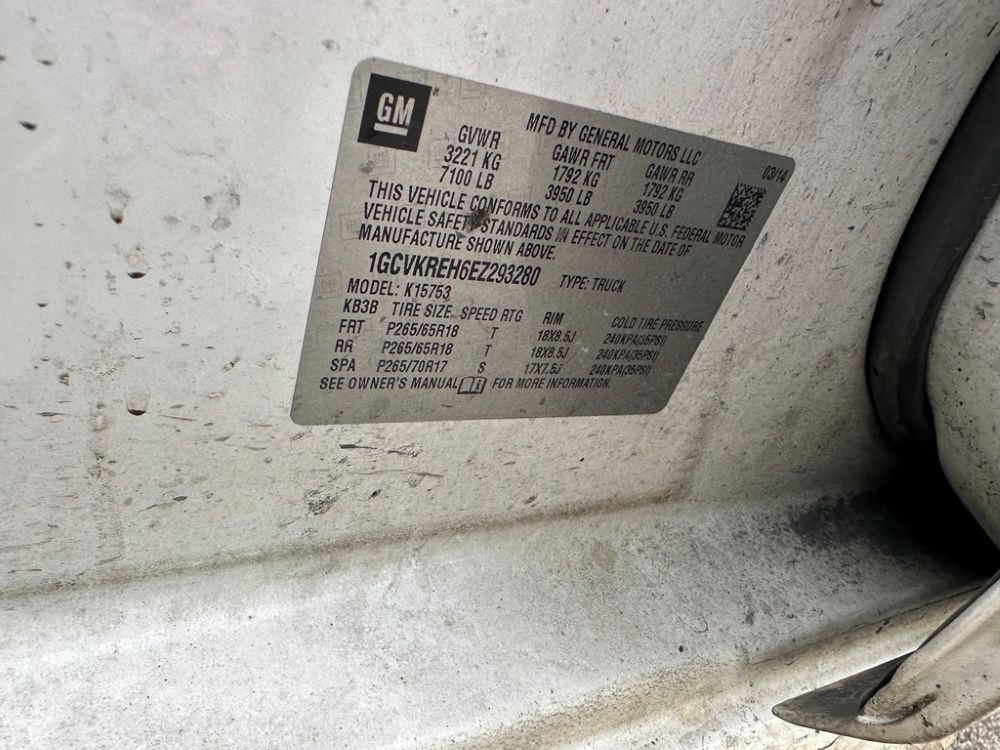 GM
MFD BY GENERAL MOTORS LLC
03/14
GVWR GAWR FRT GAWR RR
3221 KG 1792 KG 1792 KG
7100 LB 3950 LB 3950 LB
THIS VEHICLE CONFORMS TO ALL APPLICABLE U.S. FEDERAL MOTOR
VEHICLE SAFETY STANDARDS IN EFFECT ON THE DATE OF
MANUFACTURE SHOWN ABOVE.
1GCVKREH6EZ293280 TYPE: TRUCK
MODEL: K15753
KB3B TIRE SIZE SPEED RTG RIM COLD TIRE PRESSURE
FRT P265/65R18 T 18X8.5J 240KPA(35PSI)
RR P265/65R18 T 18X8.5J 240KPA(35PSI)
SPA P265/70R17 S 17X7.5J 240KPA(35PSI)
SEE OWNER'S MANUAL FOR MORE INFORMATION.